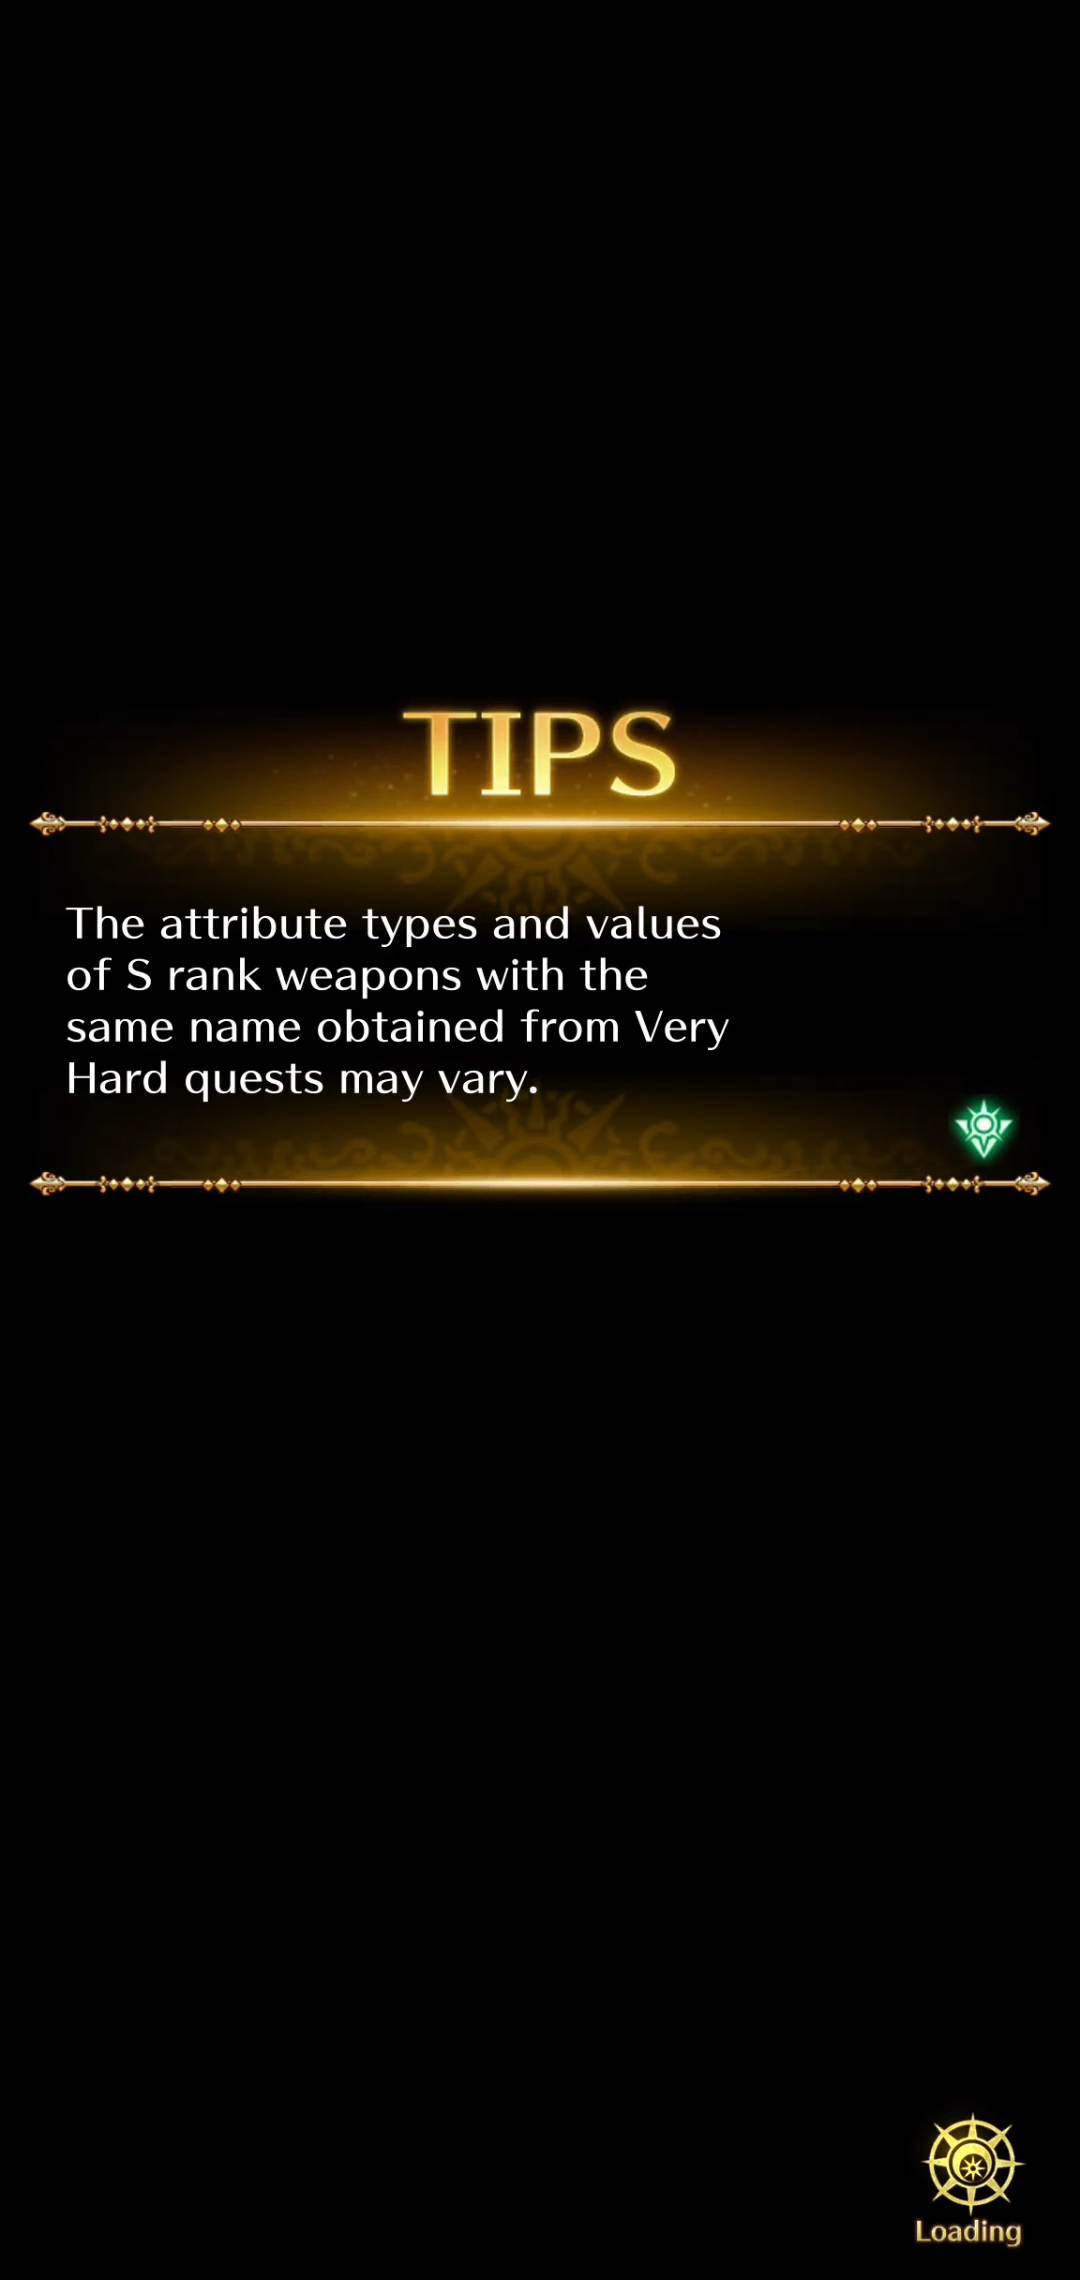 TIPS
The attribute types and values
of S rank weapons with the
same name obtained from Very
Hard quests may vary.
Loading